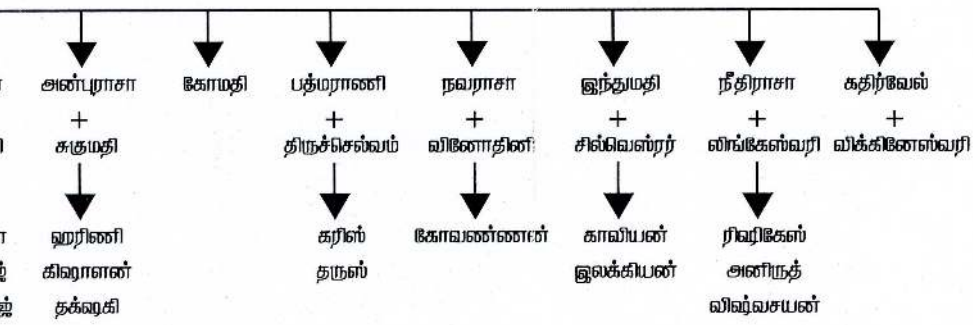 அன்புராசா கோமதி பத்மராணி நவராசா இந்துமதி நீதிராசா கதிர்வேல்
+ + + + + +
சுகுமதி திருச்செல்வம் வினோதினி சில்வெஸ்ரர் லிங்கேஸ்வரி விக்கினேஸ்வரி
ஹரிணி கரிஸ் கோவண்ணன் காவியன் ரிஷிகேஸ்
கிஷாளன் தருஸ் இலக்கியன் அனிருத்
தக்ஷகி விஷ்வசயன்